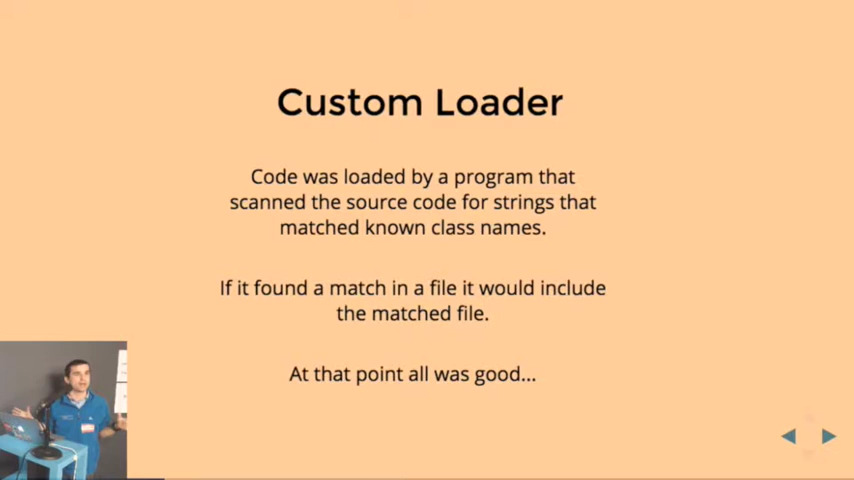 Custom Loader
Code was loaded by a program that
scanned the source code for strings that
matched known class names.
If it found a match in a file it would include
the matched file.
At that point all was good...